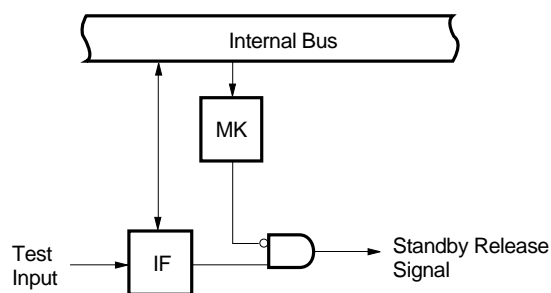 Internal Bus
MK
Test
Input
IF
Standby Release
Signal